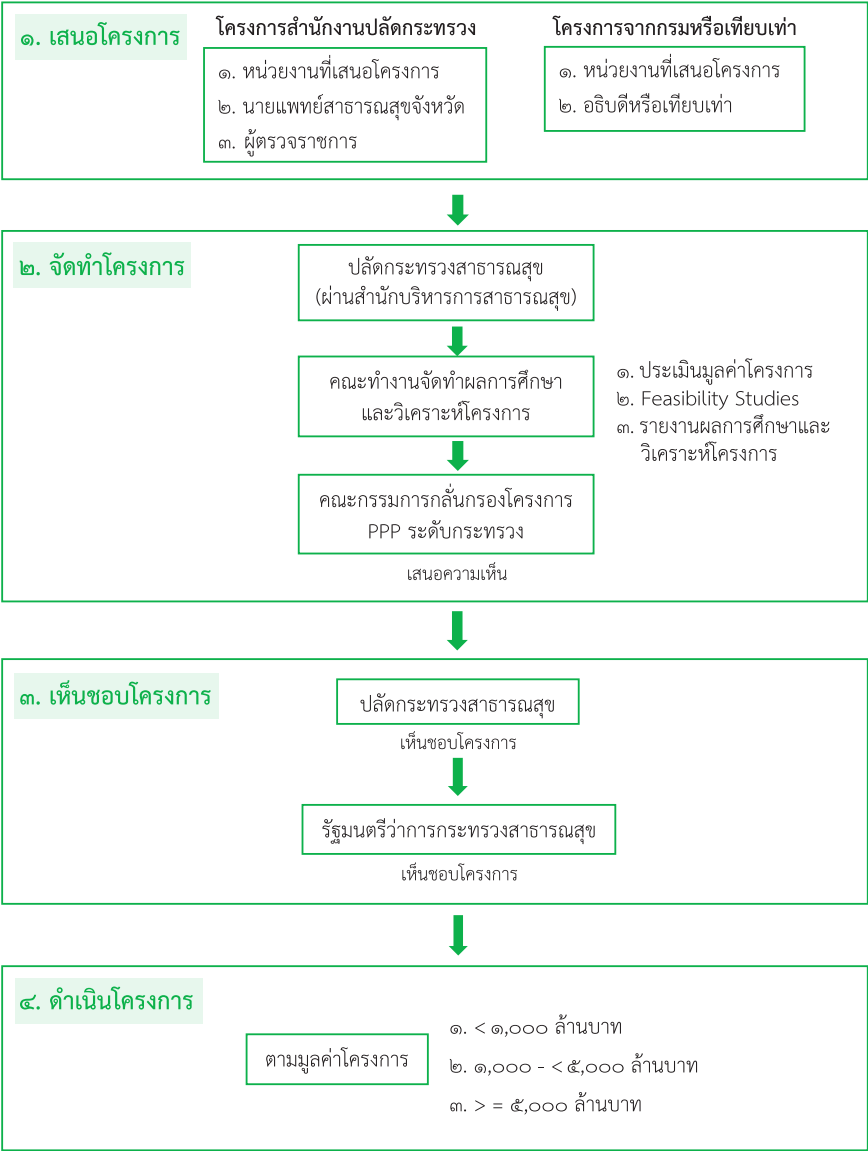 ๑. เสนอโครงการ
โครงการสำนักงานปลัดกระทรวง
๑. หน่วยงานที่เสนอโครงการ
๒. นายแพทย์สาธารณสุขจังหวัด
๓. ผู้ตรวจราชการ
โครงการจากกรมหรือเทียบเท่า
๑. หน่วยงานที่เสนอโครงการ
๒. อธิบดีหรือเทียบเท่า
๒. จัดทำโครงการ
ปลัดกระทรวงสาธารณสุข
(ผ่านสำนักบริหารการสาธารณสุข)
คณะทำงานจัดทำผลการศึกษา
และวิเคราะห์โครงการ
๑. ประเมินมูลค่าโครงการ
๒. Feasibility Studies
๓. รายงานผลการศึกษาและ
วิเคราะห์โครงการ
คณะกรรมการกลั่นกรองโครงการ
PPP ระดับกระทรวง
เสนอความเห็น
๓. เห็นชอบโครงการ
ปลัดกระทรวงสาธารณสุข
เห็นชอบโครงการ
รัฐมนตรีว่าการกระทรวงสาธารณสุข
เห็นชอบโครงการ
๔. ดำเนินโครงการ
ตามมูลค่าโครงการ
๑. < ๑,๐๐๐ ล้านบาท
๒. ๑,๐๐๐ - < ๕,๐๐๐ ล้านบาท
๓. > = ๕,๐๐๐ ล้านบาท